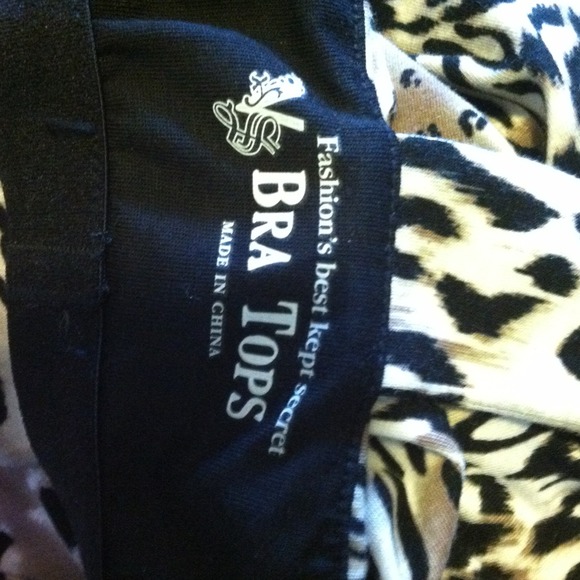 Fashion's best kept secret
BRA TOPS
MADE IN CHINA